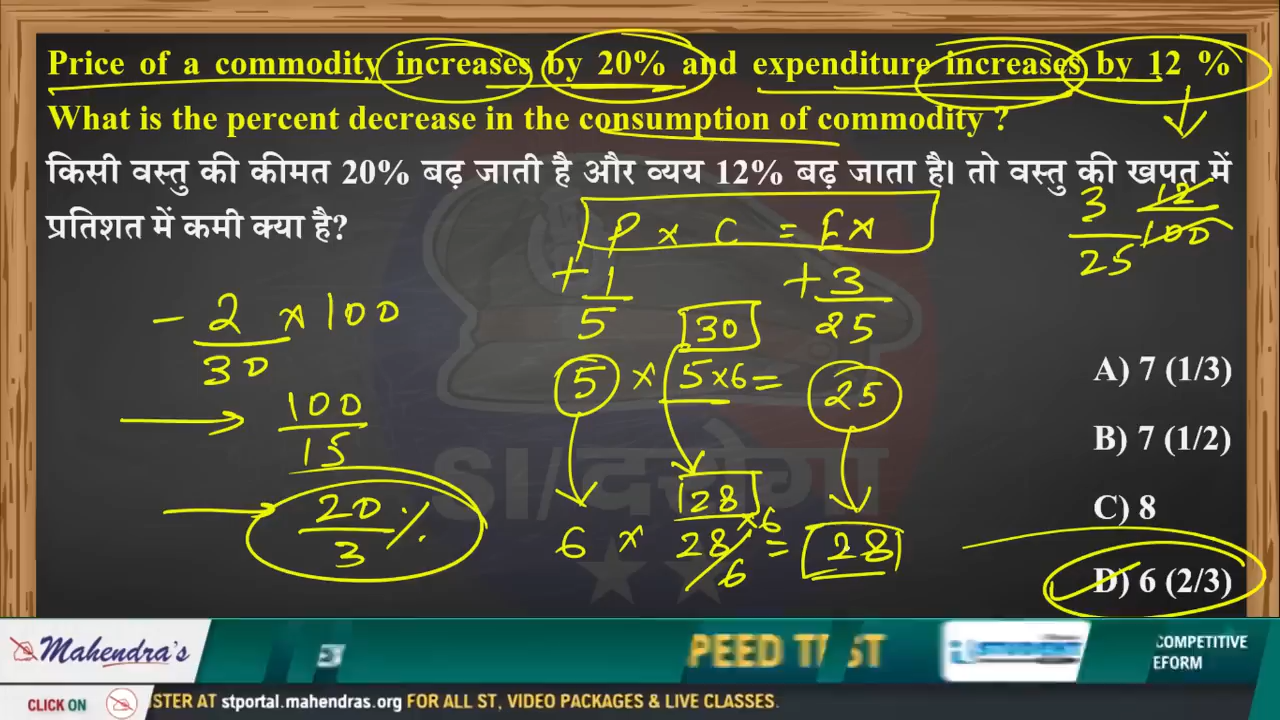 Price of a commodity increases by 20% and expenditure increases by 12 %
What is the percent decrease in the consumption of commodity ?
किसी वस्तु की कीमत 20% बढ़ जाती है और व्यय 12% बढ़ जाता है। तो वस्तु की खपत में
प्रतिशत में कमी क्या है?
3/25 12/100
P × C = Ex
+ 1/5 + 3/25
- 2/30 × 100
30
5 × 5×6 = 25
100/15
28
6 × 28/6 ×6 = 28
20/3 %
A) 7 (1/3)
B) 7 (1/2)
C) 8
D) 6 (2/3)
SI/दरोगा
Mahendra's
PEED TEST
COMPETITIVE
EFORM
CLICK ON
STER AT stportal.mahendras.org FOR ALL ST, VIDEO PACKAGES & LIVE CLASSES.